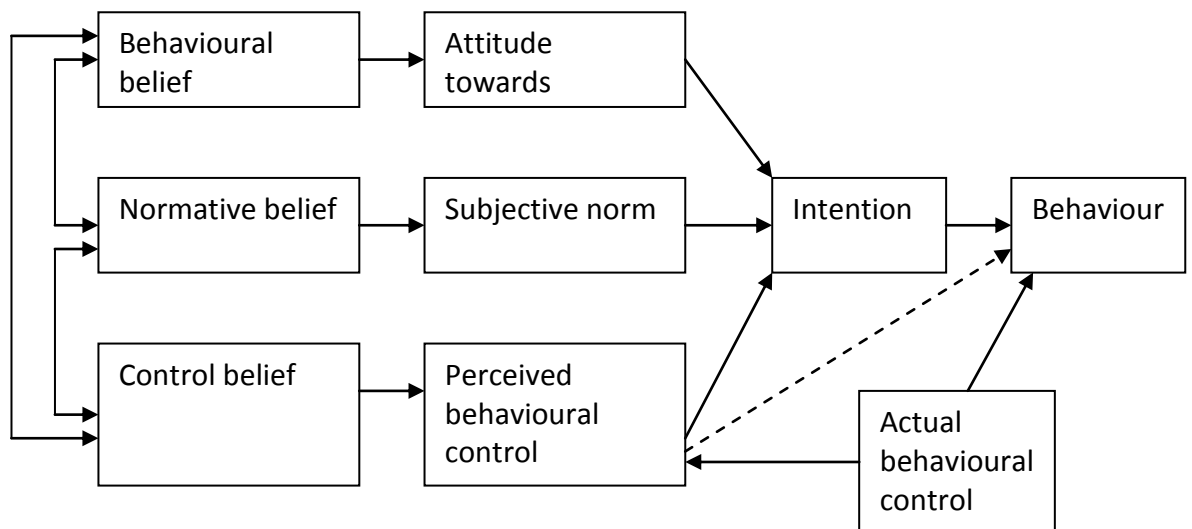 Behavioural
belief
Attitude
towards
Normative belief
Subjective norm
Intention
Behaviour
Control belief
Perceived
behavioural
control
Actual
behavioural
control